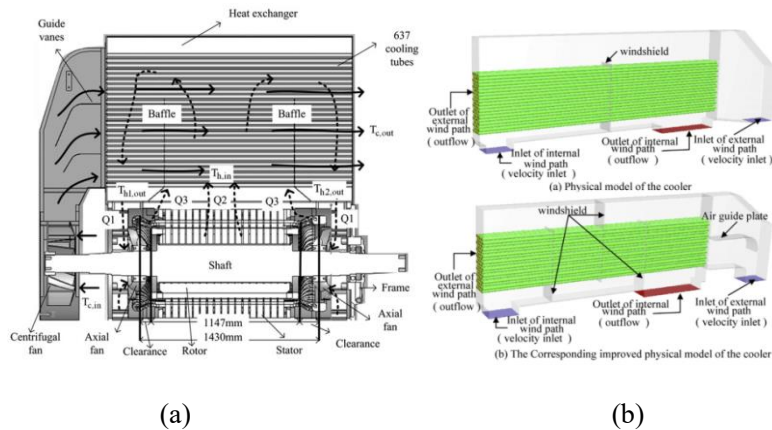 Guide
vanes
Heat exchanger
637
cooling
tubes
Baffle
Baffle
Tc,out
Th,in
Th1,out
Th2,out
Q1
Q3
Q2
Q3
Q1
Shaft
Tc,in
Frame
Centrifugal
fan
Axial
fan
Clearance
Rotor
1147mm
1430mm
Stator
Clearance
Axial
fan
(a)
windshield
Outlet of
external
wind path
( outflow )
Inlet of internal
wind path
( velocity inlet )
Outlet of internal
wind path
( outflow )
Inlet of external
wind path
( velocity inlet )
(a) Physical model of the cooler
windshield
Air guide plate
Outlet of
external
wind path
( outflow )
Inlet of internal
wind path
( velocity inlet )
Outlet of internal
wind path
( outflow )
Inlet of external
wind path
( velocity inlet )
(b) The Corresponding improved physical model of the cooler
(b)